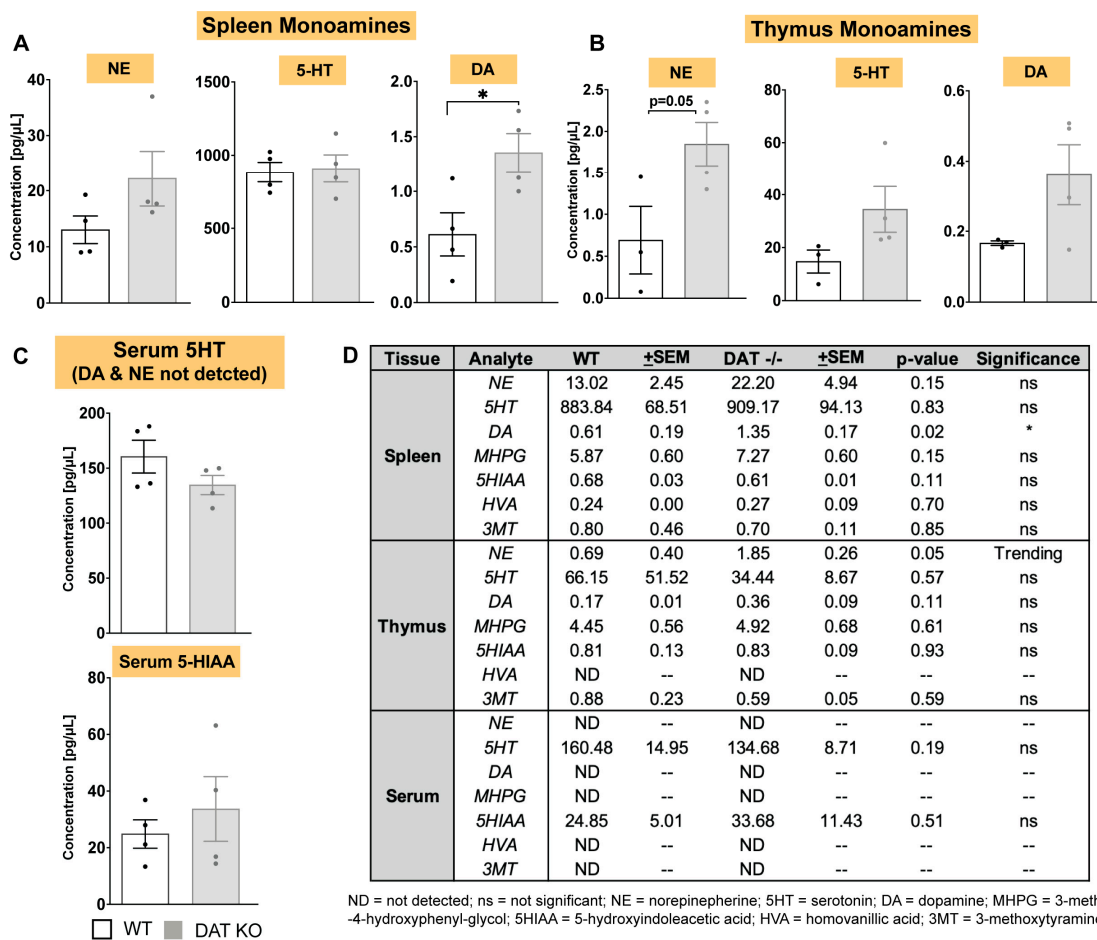 A
Spleen Monoamines
NE
5-HT
DA
Concentration [pg/µL]
40
30
20
10
0
1500
1000
500
0
2.0
1.5
1.0
0.5
0.0
*
B
Thymus Monoamines
NE
5-HT
DA
Concentration [pg/µL]
2.5
2.0
1.5
1.0
0.5
0.0
p=0.05
80
60
40
20
0
0.6
0.4
0.2
0.0
C
Serum 5HT
(DA & NE not detcted)
Concentration [pg/µL]
200
150
100
50
0
Serum 5-HIAA
Concentration [pg/µL]
80
60
40
20
0
WT DAT KO
D
Tissue Analyte WT ±SEM DAT -/- ±SEM p-value Significance
Spleen
NE 13.02 2.45 22.20 4.94 0.15 ns
5HT 883.84 68.51 909.17 94.13 0.83 ns
DA 0.61 0.19 1.35 0.17 0.02 *
MHPG 5.87 0.60 7.27 0.60 0.15 ns
5HIAA 0.68 0.03 0.61 0.01 0.11 ns
HVA 0.24 0.00 0.27 0.09 0.70 ns
3MT 0.80 0.46 0.70 0.11 0.85 ns
Thymus
NE 0.69 0.40 1.85 0.26 0.05 Trending
5HT 66.15 51.52 34.44 8.67 0.57 ns
DA 0.17 0.01 0.36 0.09 0.11 ns
MHPG 4.45 0.56 4.92 0.68 0.61 ns
5HIAA 0.81 0.13 0.83 0.09 0.93 ns
HVA ND -- ND -- -- --
3MT 0.88 0.23 0.59 0.05 0.59 ns
Serum
NE ND -- ND -- -- --
5HT 160.48 14.95 134.68 8.71 0.19 ns
DA ND -- ND -- -- --
MHPG ND -- ND -- -- --
5HIAA 24.85 5.01 33.68 11.43 0.51 ns
HVA ND -- ND -- -- --
3MT ND -- ND -- -- --
ND = not detected; ns = not significant; NE = norepinepherine; 5HT = serotonin; DA = dopamine; MHPG = 3-meth
-4-hydroxyphenyl-glycol; 5HIAA = 5-hydroxyindoleacetic acid; HVA = homovanillic acid; 3MT = 3-methoxytyramine